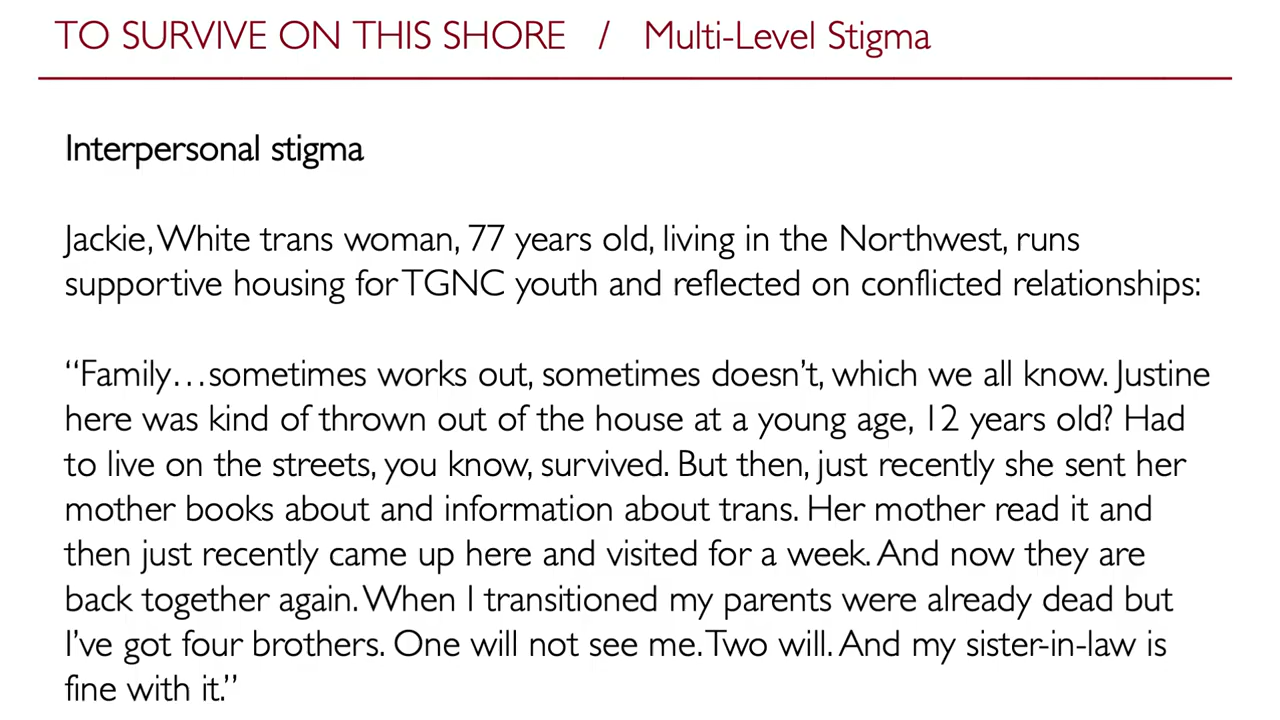 TO SURVIVE ON THIS SHORE / Multi-Level Stigma
Interpersonal stigma
Jackie, White trans woman, 77 years old, living in the Northwest, runs
supportive housing for TGNC youth and reflected on conflicted relationships:
“Family…sometimes works out, sometimes doesn’t, which we all know. Justine
here was kind of thrown out of the house at a young age, 12 years old? Had
to live on the streets, you know, survived. But then, just recently she sent her
mother books about and information about trans. Her mother read it and
then just recently came up here and visited for a week. And now they are
back together again. When I transitioned my parents were already dead but
I’ve got four brothers. One will not see me. Two will. And my sister-in-law is
fine with it.”